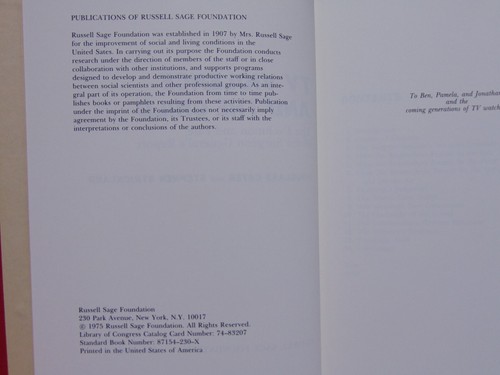 PUBLICATIONS OF RUSSELL SAGE FOUNDATION
Russell Sage Foundation was established in 1907 by Mrs. Russell Sage
for the improvement of social and living conditions in the
United Sates. In carrying out its purpose the Foundation conducts
research under the direction of members of the staff or in close
collaboration with other institutions, and supports programs
designed to develop and demonstrate productive working relations
between social scientists and other professional groups. As an inte-
gral part of its operation, the Foundation from time to time pub-
lishes books or pamphlets resulting from these activities. Publication
under the imprint of the Foundation does not necessarily imply
agreement by the Foundation, its Trustees, or its staff with the
interpretations or conclusions of the authors.
Russell Sage Foundation
230 Park Avenue, New York, N.Y. 10017
© 1975 Russell Sage Foundation. All Rights Reserved.
Library of Congress Catalog Card Number: 74-83207
Standard Book Number: 87154-230-X
Printed in the United States of America
To Ben, Pamela, and Jonathan
and the
coming generations of TV watch